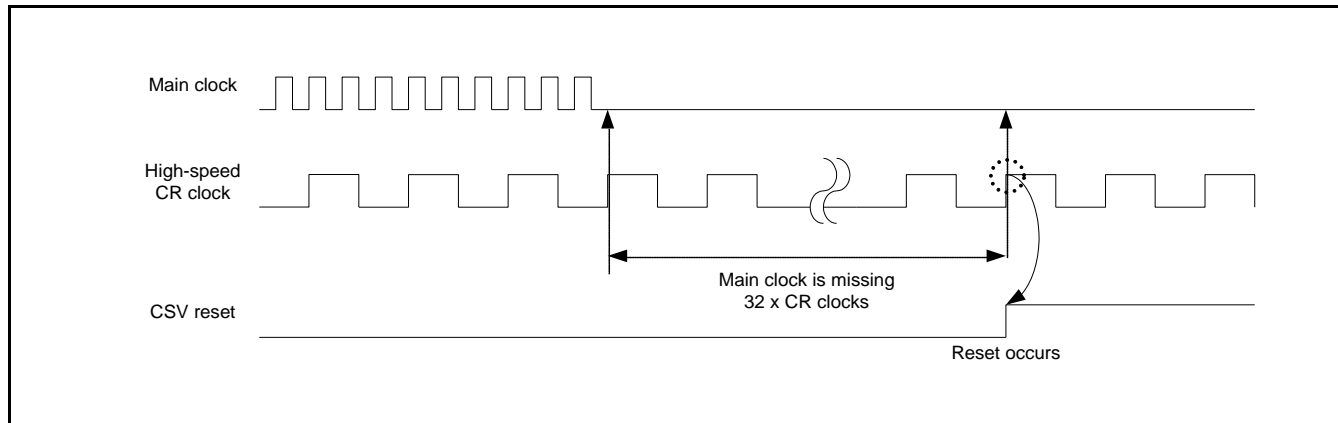 Main clock
High-speed
CR clock
Main clock is missing
32 x CR clocks
CSV reset
Reset occurs